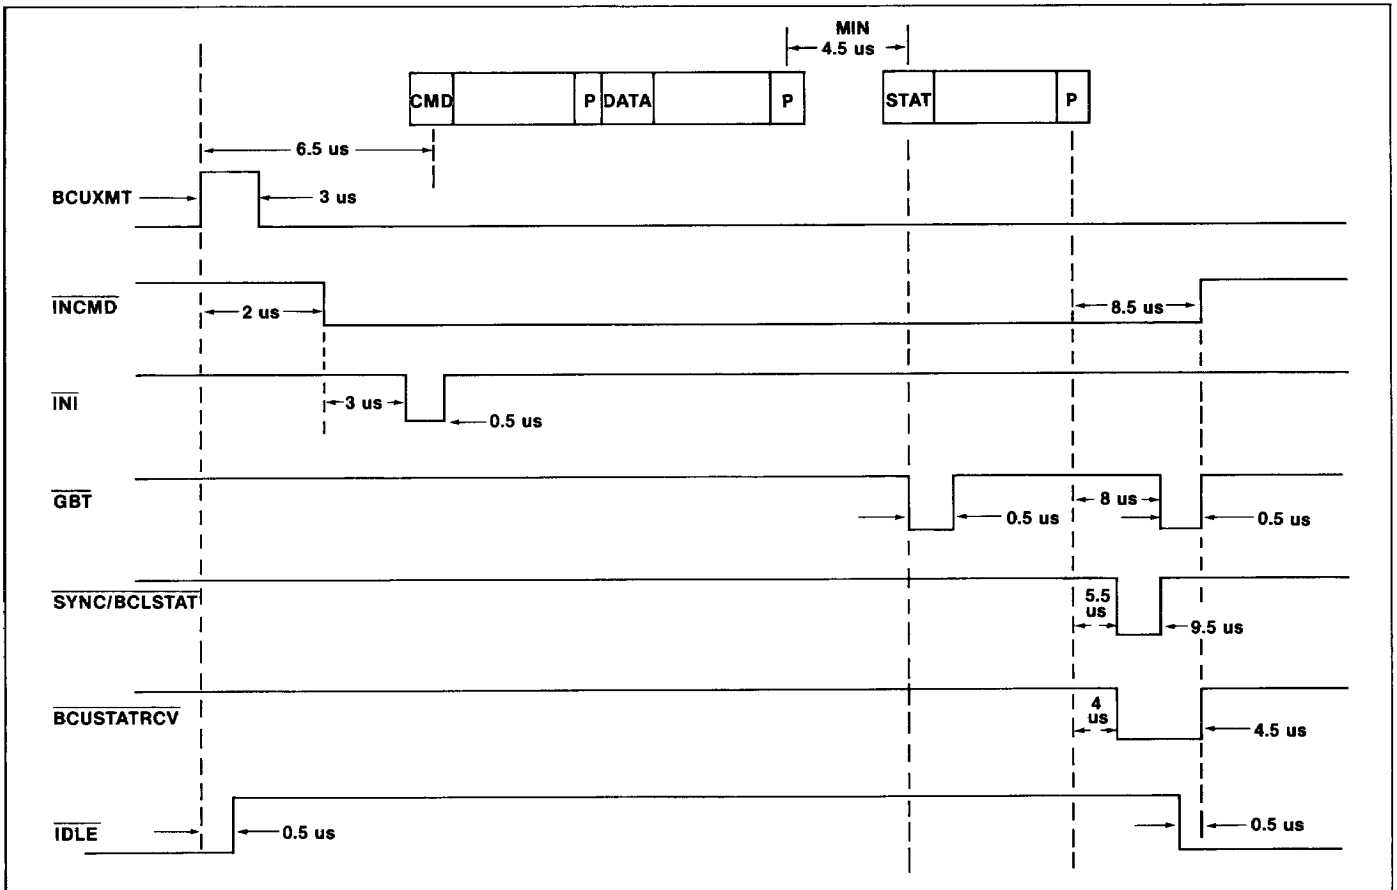 MIN
4.5 us
CMD P DATA P STAT P
6.5 us
BCUXMT 3 us
INCMD 2 us 8.5 us
INI 3 us 0.5 us
GBT 0.5 us 8 us 0.5 us
SYNC/BCLSTAT 5.5 us 9.5 us
BCUSTATRCV 4 us 4.5 us
IDLE 0.5 us 0.5 us